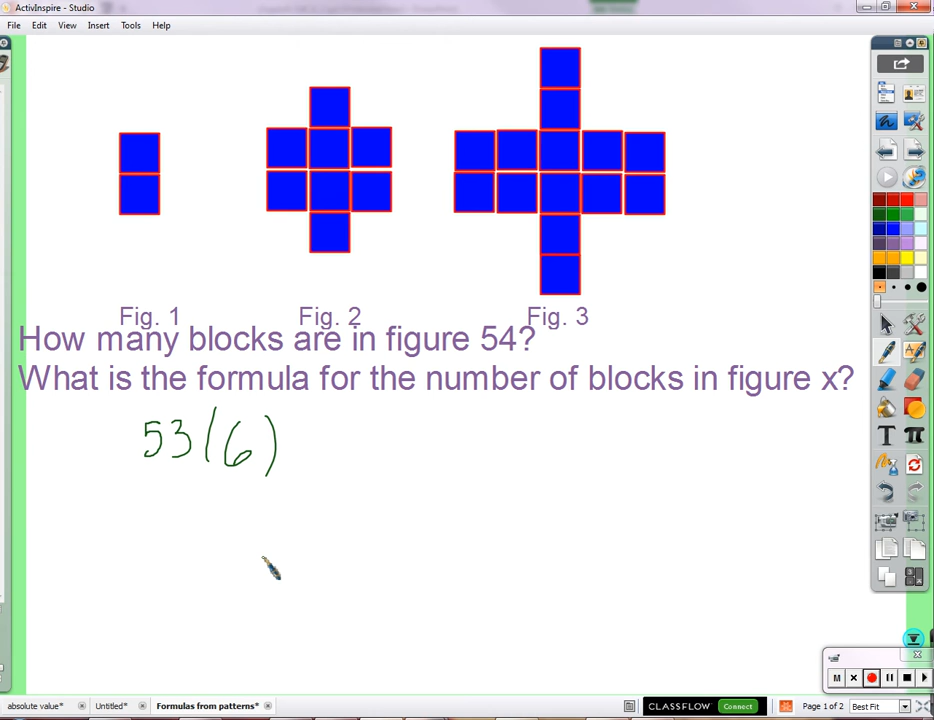 ActivInspire - Studio
File Edit View Insert Tools Help
Fig. 1 Fig. 2 Fig. 3
How many blocks are in figure 54?
What is the formula for the number of blocks in figure x?
53(6)
T π
M
absolute value* Untitled* Formulas from patterns* CLASSFLOW Connect Page 1 of 2 Best Fit